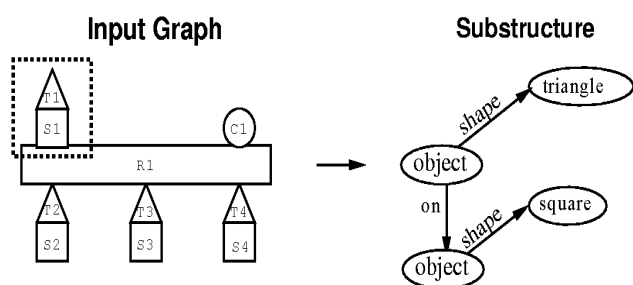 Input Graph
Substructure
T1
S1
C1
R1
T2
T3
T4
S2
S3
S4
triangle
shape
object
on
square
shape
object